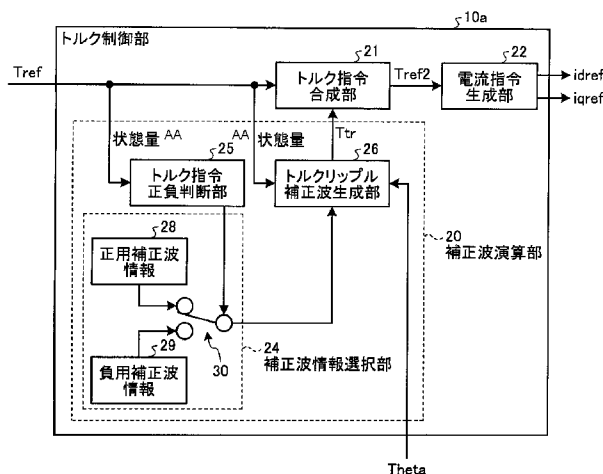 10a
トルク制御部
Tref
21
トルク指令
合成部
Tref2
22
電流指令
生成部
idref
iqref
状態量 AA
AA 状態量
Ttr
25
トルク指令
正負判断部
26
トルクリップル
補正波生成部
20
補正波演算部
28
正用補正波
情報
29
負用補正波
情報
30
24
補正波情報選択部
Theta